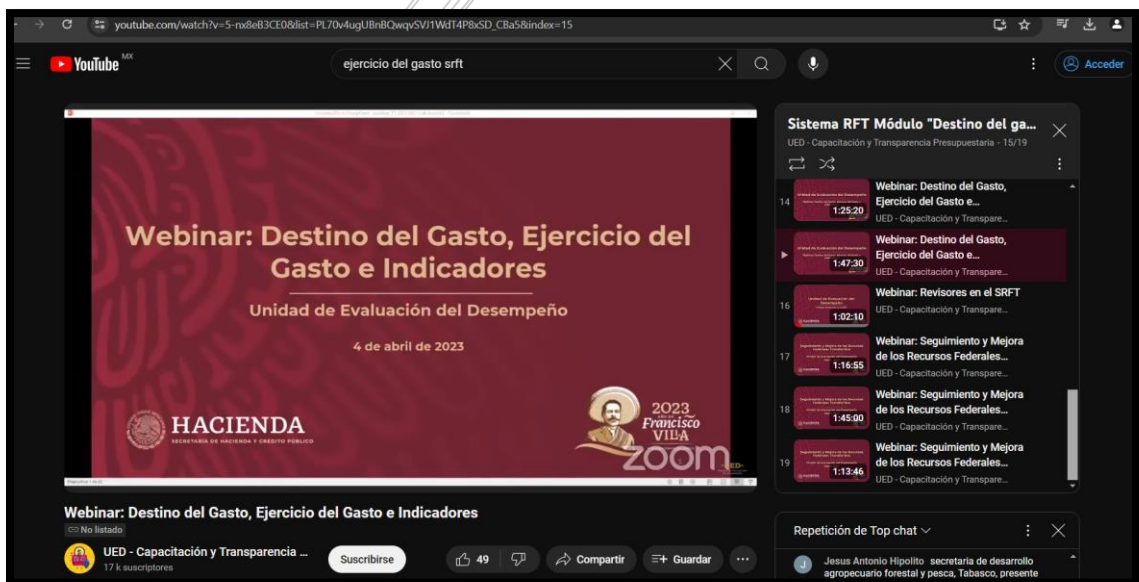 youtube.com/watch?v=5-nx8eB3CE0&list=PL70v4ugUBnBQwqvSVJ1WdT4P8xSD_CBa5&index=15
YouTube MX
ejercicio del gasto srft
Acceder
Webinar: Destino del Gasto, Ejercicio del
Gasto e Indicadores
Unidad de Evaluación del Desempeño
4 de abril de 2023
HACIENDA
SECRETARÍA DE HACIENDA Y CRÉDITO PÚBLICO
2023
Francisco
VILLA
zoom
UED
Webinar: Destino del Gasto, Ejercicio del Gasto e Indicadores
No listado
UED - Capacitación y Transparencia ...
17 k suscriptores
Suscribirse
49
Compartir
Guardar
Sistema RFT Módulo "Destino del ga...
UED - Capacitación y Transparencia Presupuestaria - 15/19
14
1:25:20
Webinar: Destino del Gasto,
Ejercicio del Gasto e...
UED - Capacitación y Transpare...
1:47:30
Webinar: Destino del Gasto,
Ejercicio del Gasto e...
UED - Capacitación y Transpare...
16
1:02:10
Webinar: Revisores en el SRFT
UED - Capacitación y Transpare...
17
1:16:55
Webinar: Seguimiento y Mejora
de los Recursos Federales...
UED - Capacitación y Transpare...
18
1:45:00
Webinar: Seguimiento y Mejora
de los Recursos Federales...
UED - Capacitación y Transpare...
19
1:13:46
Webinar: Seguimiento y Mejora
de los Recursos Federales...
UED - Capacitación y Transpare...
Repetición de Top chat
J
Jesus Antonio Hipolito secretaria de desarrollo
agropecuario forestal y pesca, Tabasco, presente